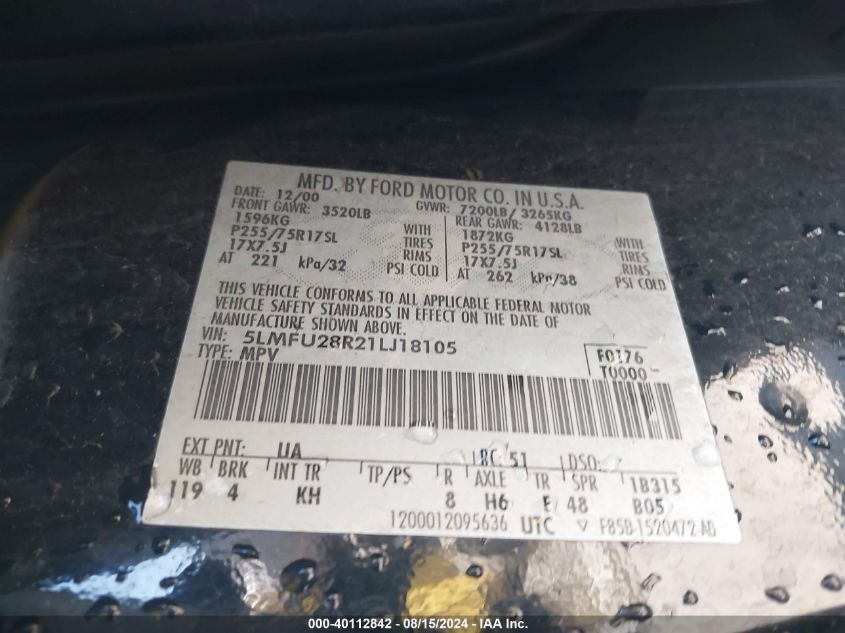 MFD. BY FORD MOTOR CO. IN U.S.A.
DATE: 12/00 GVWR: 7200LB/ 3265KG
FRONT GAWR: 3520LB REAR GAWR: 4128LB
1596KG WITH 1872KG WITH
P255/75R17SL TIRES P255/75R17SL TIRES
17X7.5J RIMS 17X7.5J RIMS
AT 221 kPa/32 PSI COLD AT 262 kPa/38 PSI COLD
THIS VEHICLE CONFORMS TO ALL APPLICABLE FEDERAL MOTOR
VEHICLE SAFETY STANDARDS IN EFFECT ON THE DATE OF
MANUFACTURE SHOWN ABOVE.
VIN: 5LMFU28R21LJ18105 F0176
TYPE: MPV T0000
EXT PNT: UA RC: 51 DSO:
WB BRK INT TR TP/PS R AXLE TR SPR 1B315
119 4 KH 8 H6 E 48 B05
1200012095636 UTC F85B-1520472-AB
000-40112842 - 08/15/2024 - IAA Inc.